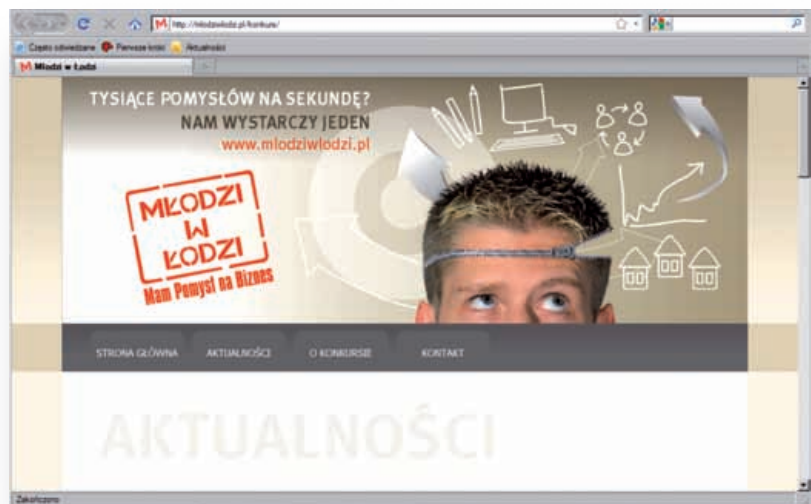 http://mlodziwlodzi.pl/konkurs/
Często odwiedzane Pierwsze kroki Aktualności
Młodzi w Łodzi
TYSIĄCE POMYSŁÓW NA SEKUNDĘ?
NAM WYSTARCZY JEDEN
www.mlodziwlodzi.pl
MŁODZI
W
ŁODZI
Mam Pomysł na Biznes
STRONA GŁÓWNA AKTUALNOŚCI O KONKURSIE KONTAKT
AKTUALNOŚCI
Zakończono